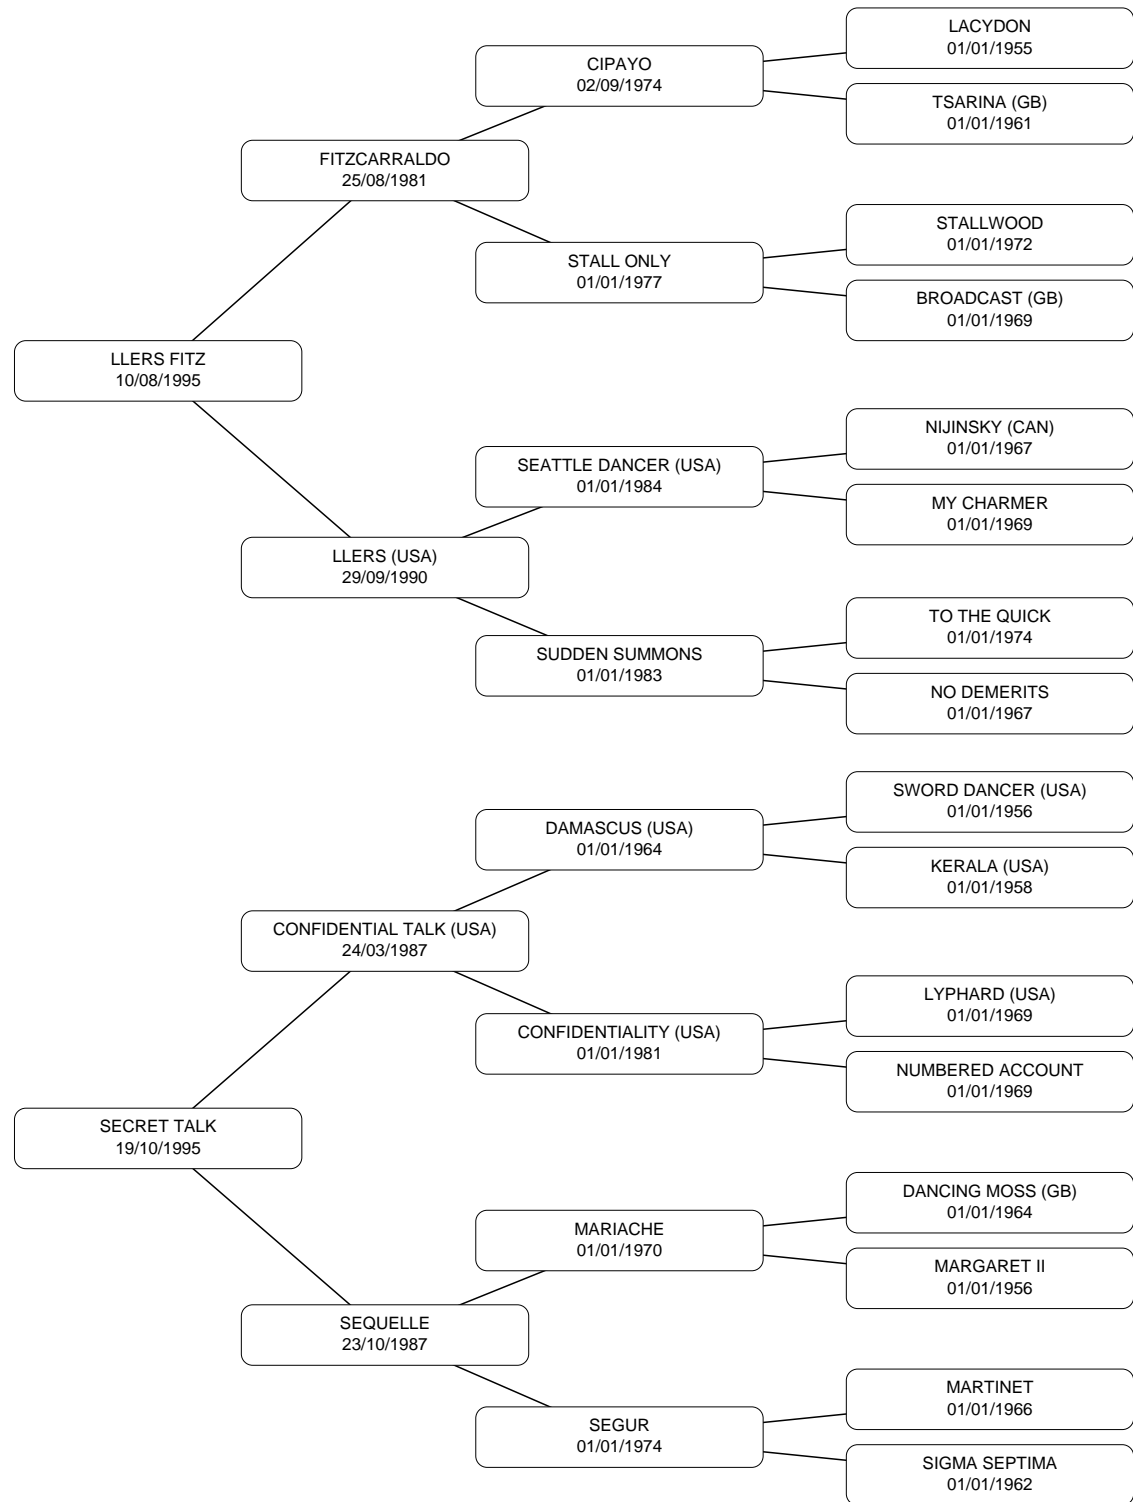 LACYDON
01/01/1955
CIPAYO
02/09/1974
TSARINA (GB)
01/01/1961
FITZCARRALDO
25/08/1981
STALLWOOD
01/01/1972
STALL ONLY
01/01/1977
BROADCAST (GB)
01/01/1969
LLERS FITZ
10/08/1995
NIJINSKY (CAN)
01/01/1967
SEATTLE DANCER (USA)
01/01/1984
MY CHARMER
01/01/1969
LLERS (USA)
29/09/1990
TO THE QUICK
01/01/1974
SUDDEN SUMMONS
01/01/1983
NO DEMERITS
01/01/1967
SWORD DANCER (USA)
01/01/1956
DAMASCUS (USA)
01/01/1964
KERALA (USA)
01/01/1958
CONFIDENTIAL TALK (USA)
24/03/1987
LYPHARD (USA)
01/01/1969
CONFIDENTIALITY (USA)
01/01/1981
NUMBERED ACCOUNT
01/01/1969
SECRET TALK
19/10/1995
DANCING MOSS (GB)
01/01/1964
MARIACHE
01/01/1970
MARGARET II
01/01/1956
SEQUELLE
23/10/1987
MARTINET
01/01/1966
SEGUR
01/01/1974
SIGMA SEPTIMA
01/01/1962